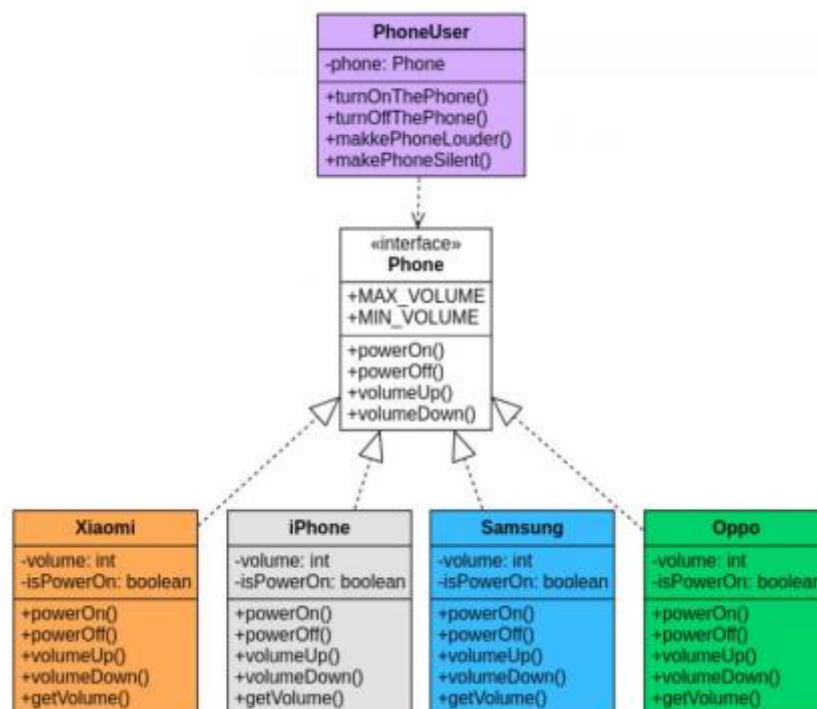 PhoneUser
-phone: Phone
+turnOnThePhone()
+turnOffThePhone()
+makkePhoneLouder()
+makePhoneSilent()
«interface»
Phone
+MAX_VOLUME
+MIN_VOLUME
+powerOn()
+powerOff()
+volumeUp()
+volumeDown()
Xiaomi
-volume: int
-isPowerOn: boolean
+powerOn()
+powerOff()
+volumeUp()
+volumeDown()
+getVolume()
iPhone
-volume: int
-isPowerOn: boolean
+powerOn()
+powerOff()
+volumeUp()
+volumeDown()
+getVolume()
Samsung
-volume: int
-isPowerOn: boolean
+powerOn()
+powerOff()
+volumeUp()
+volumeDown()
+getVolume()
Oppo
-volume: int
-isPowerOn: boolean
+powerOn()
+powerOff()
+volumeUp()
+volumeDown()
+getVolume()